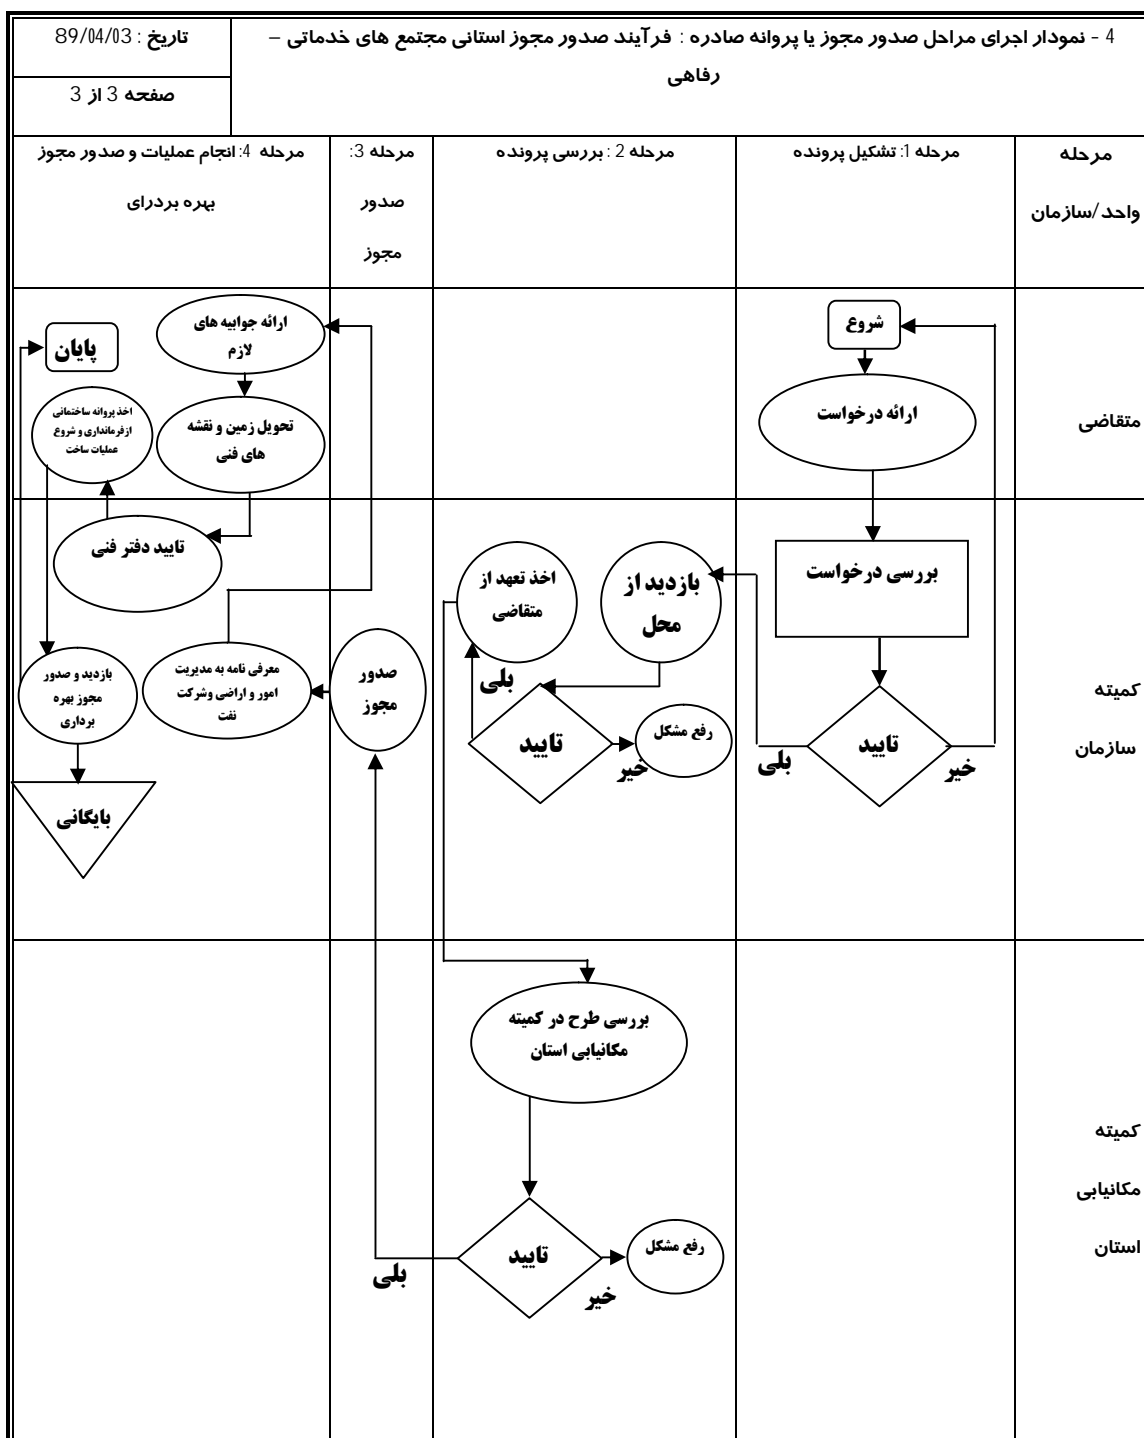 4 - نمودار اجرای مراحل صدور مجوز یا پروانه صادره : فرآیند صدور مجوز استانی مجتمع های خدماتی –
رفاهی
تاریخ : 89/04/03
صفحه 3 از 3
مرحله
واحد/سازمان
مرحله 1: تشکیل پرونده
مرحله 2 : بررسی پرونده
مرحله 3:
صدور
مجوز
مرحله 4: انجام عملیات و صدور مجوز
بهره بردرای
متقاضی
شروع
ارائه درخواست
ارائه جوابیه های
لازم
تحویل زمین و نقشه
های فنی
پایان
اخذ پروانه ساختمانی
ازفرمانداری و شروع
عملیات ساخت
کمیته
سازمان
بررسی درخواست
تایید
خیر
بلی
بازدید از
محل
اخذ تعهد از
متقاضی
بلی
تایید
خیر
رفع مشکل
صدور
مجوز
تایید دفتر فنی
معرفی نامه به مدیریت
امور و اراضی وشرکت
نفت
بازدید و صدور
مجوز بهره
برداری
بایگانی
کمیته
مکانیابی
استان
بررسی طرح در کمیته
مکانیابی استان
تایید
خیر
رفع مشکل
بلی